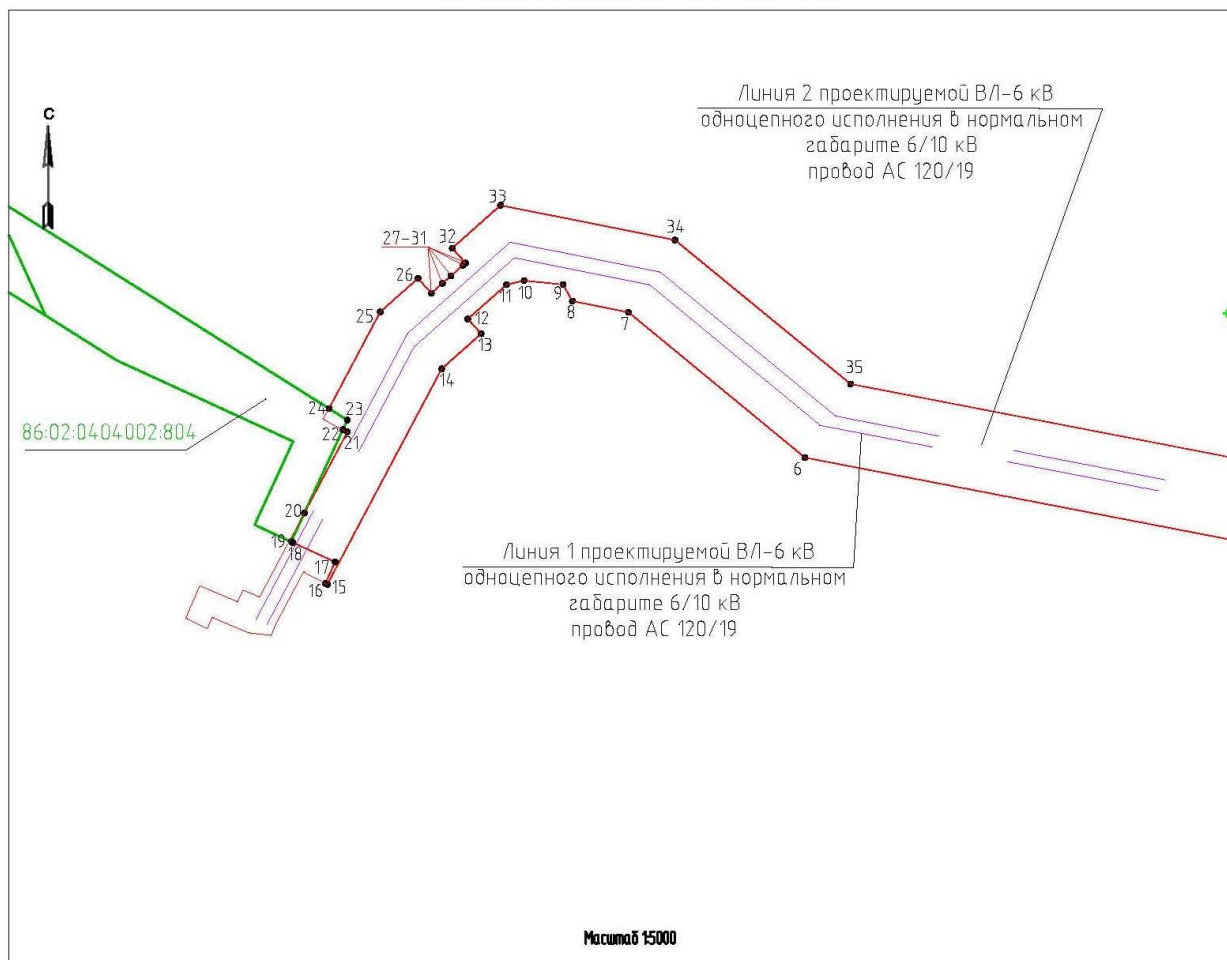 Линия 2 проектируемой ВЛ-6 кВ
одноцепного исполнения в нормальном
габарите 6/10 кВ
провод АС 120/19
С
33
34
27-31
32
26
25
11
10
9
8
7
12
13
14
35
24
23
22
21
86:02:0404002:804
6
20
19
18
17
16
15
Линия 1 проектируемой ВЛ-6 кВ
одноцепного исполнения в нормальном
габарите 6/10 кВ
провод АС 120/19
Масштаб 1:5000